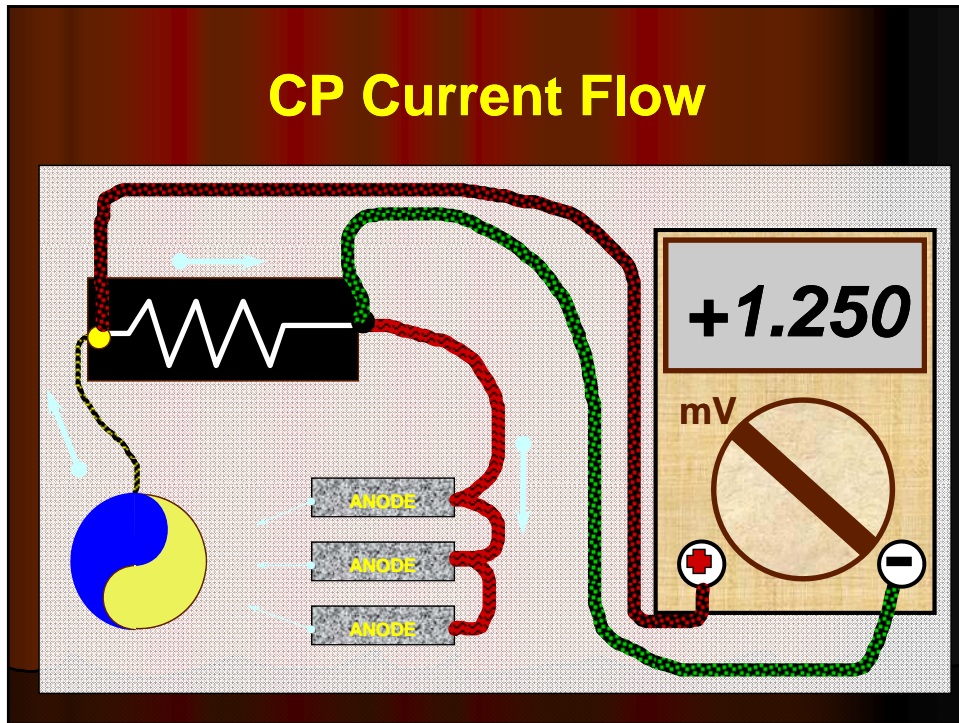 CP Current Flow
+1.250
mV
+
-
ANODE
ANODE
ANODE